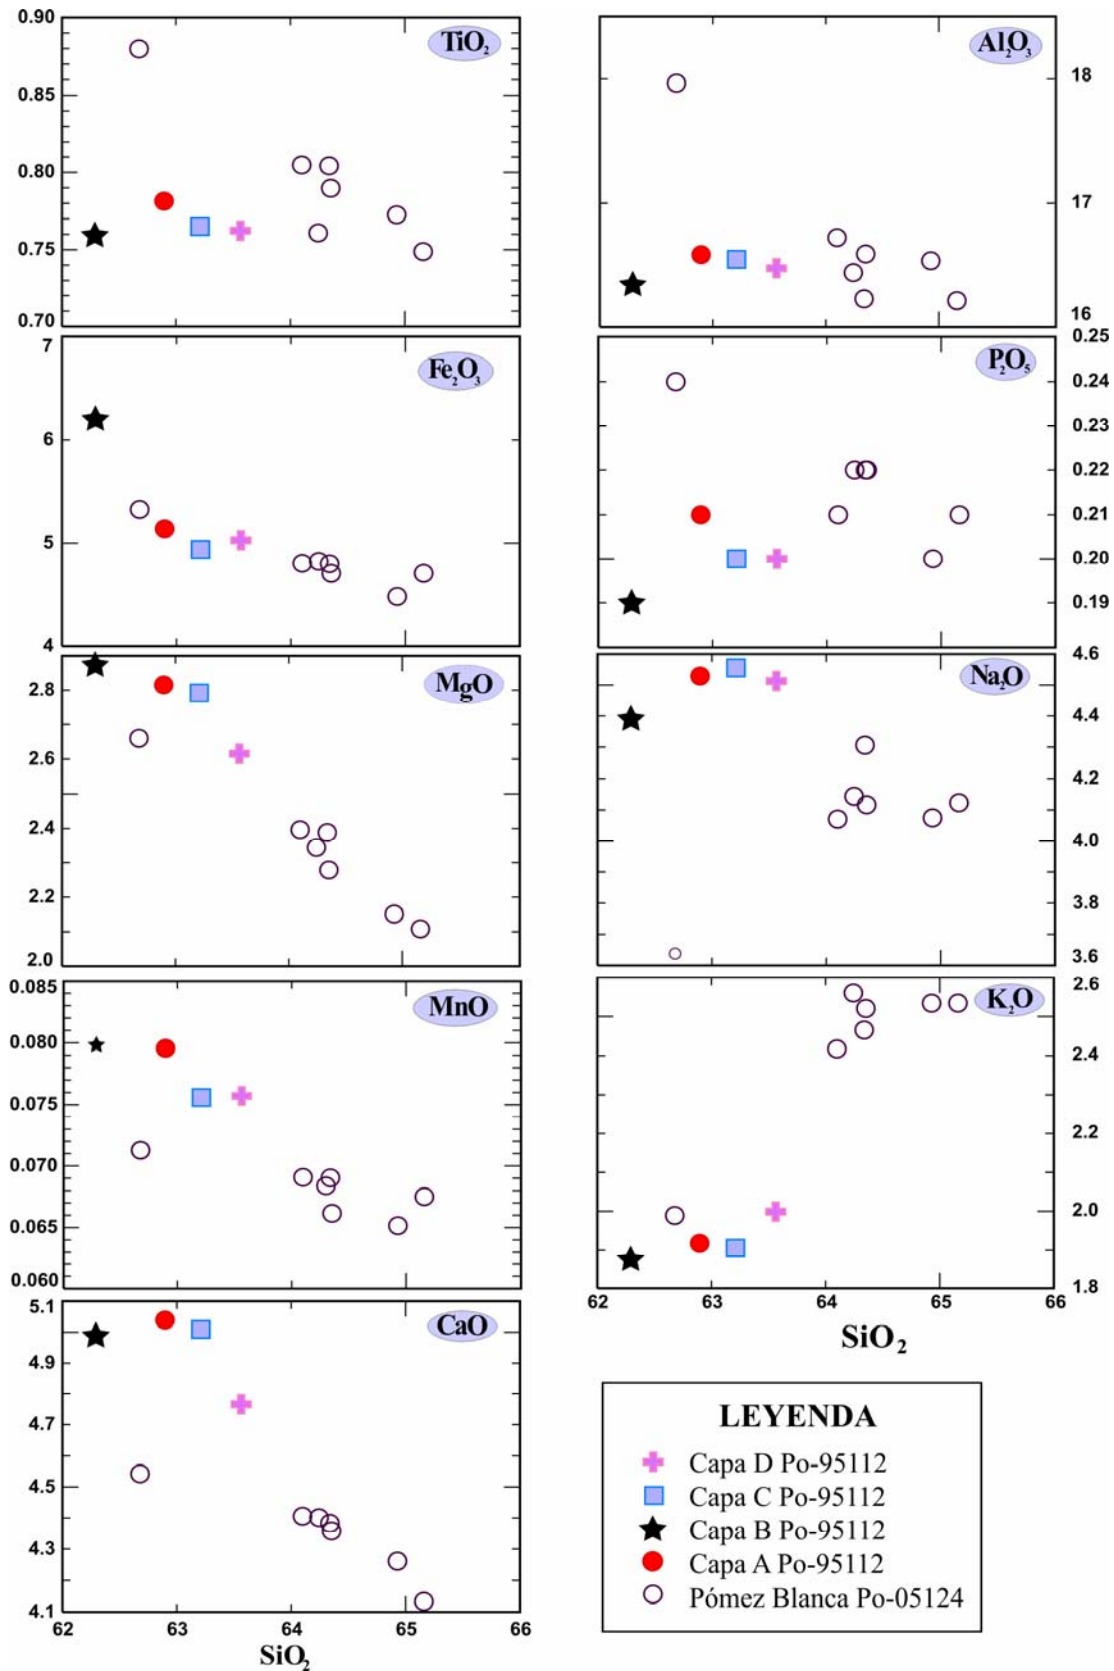 TiO₂
0.90
0.85
0.80
0.75
0.70
Al₂O₃
18
17
16
Fe₂O₃
7
6
5
4
P₂O₅
0.25
0.24
0.23
0.22
0.21
0.20
0.19
MgO
2.8
2.6
2.4
2.2
2.0
Na₂O
4.6
4.4
4.2
4.0
3.8
3.6
MnO
0.085
0.080
0.075
0.070
0.065
0.060
K₂O
2.6
2.4
2.2
2.0
1.8
62 63 64 65 66
SiO₂
CaO
5.1
4.9
4.7
4.5
4.3
4.1
62 63 64 65 66
SiO₂
LEYENDA
Capa D Po-95112
Capa C Po-95112
Capa B Po-95112
Capa A Po-95112
Pómez Blanca Po-05124